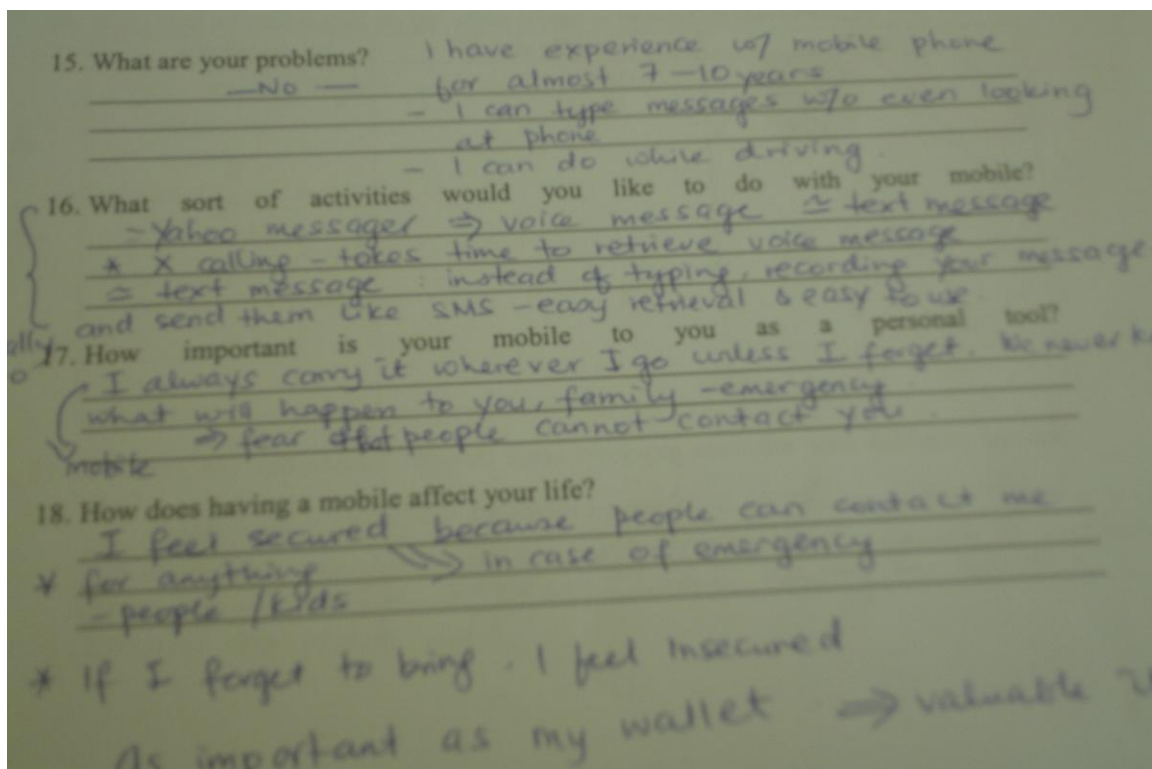 15. What are your problems? I have experience w/ mobile phone
—No — for almost 7–10 years
- I can type messages w/o even looking
at phone
- I can do while driving.
16. What sort of activities would you like to do with your mobile?
- Yahoo messager ⇒ voice message ≃ text message
* X calling – takes time to retrieve voice message
≃ text message : instead of typing, recording your message
and send them like SMS – easy retrieval & easy to use.
17. How important is your mobile to you as a personal tool?
I always carry it wherever I go unless I forget. We never
what will happen to you, family – emergency
⇒ fear that people cannot contact you.
mobile
18. How does having a mobile affect your life?
I feel secured because people can contact me
* for anything ⇒ in case of emergency
- people / kids
* If I forget to bring. I feel insecured
As important as my wallet ⇒ valuable